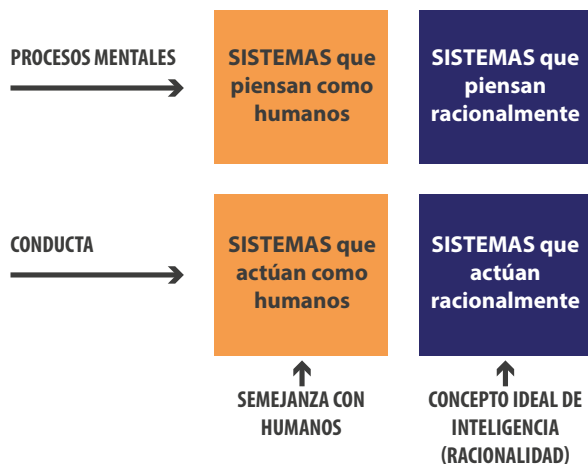 PROCESOS MENTALES
SISTEMAS que
piensan como
humanos
SISTEMAS que
piensan
racionalmente
CONDUCTA
SISTEMAS que
actúan como
humanos
SISTEMAS que
actúan
racionalmente
SEMEJANZA CON
HUMANOS
CONCEPTO IDEAL DE
INTELIGENCIA
(RACIONALIDAD)